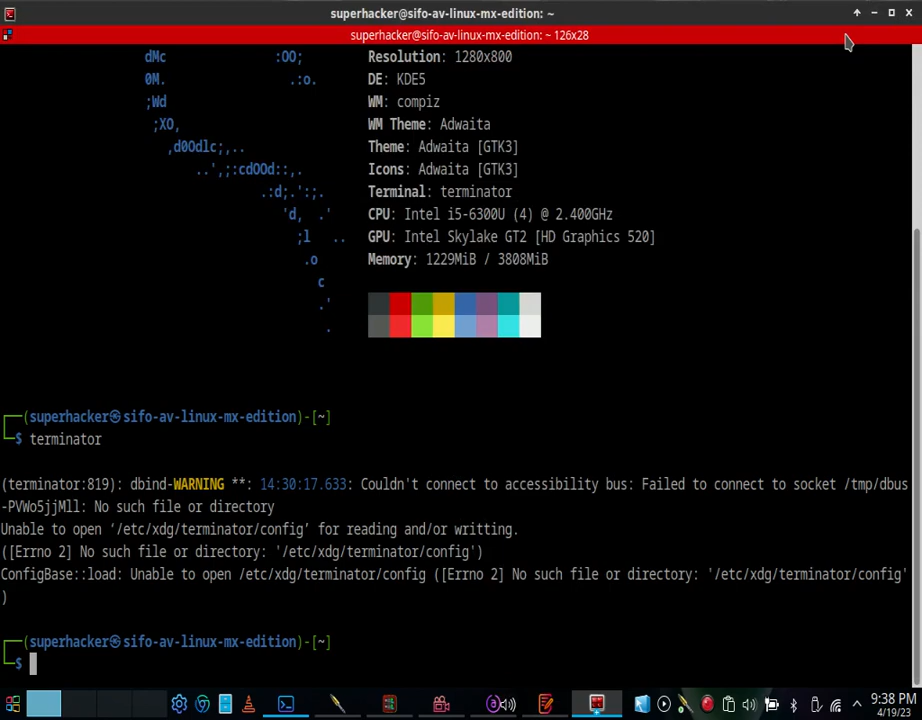 superhacker@sifo-av-linux-mx-edition: ~
superhacker@sifo-av-linux-mx-edition: ~ 126x28
dMc :OO; Resolution: 1280x800
0M. .:o. DE: KDE5
;Wd WM: compiz
;XO, WM Theme: Adwaita
,d0Odlc;,.. Theme: Adwaita [GTK3]
..',;:cdOOd::,. Icons: Adwaita [GTK3]
.:d;.':;. Terminal: terminator
'd, .' CPU: Intel i5-6300U (4) @ 2.400GHz
;l .. GPU: Intel Skylake GT2 [HD Graphics 520]
.o Memory: 1229MiB / 3808MiB
c
.'
.
┌──(superhacker㉿sifo-av-linux-mx-edition)-[~]
└─$ terminator
(terminator:819): dbind-WARNING **: 14:30:17.633: Couldn't connect to accessibility bus: Failed to connect to socket /tmp/dbus
-PVWo5jjMll: No such file or directory
Unable to open ‘/etc/xdg/terminator/config’ for reading and/or writting.
([Errno 2] No such file or directory: '/etc/xdg/terminator/config')
ConfigBase::load: Unable to open /etc/xdg/terminator/config ([Errno 2] No such file or directory: '/etc/xdg/terminator/config'
)
┌──(superhacker㉿sifo-av-linux-mx-edition)-[~]
└─$
9:38 PM
4/19/23